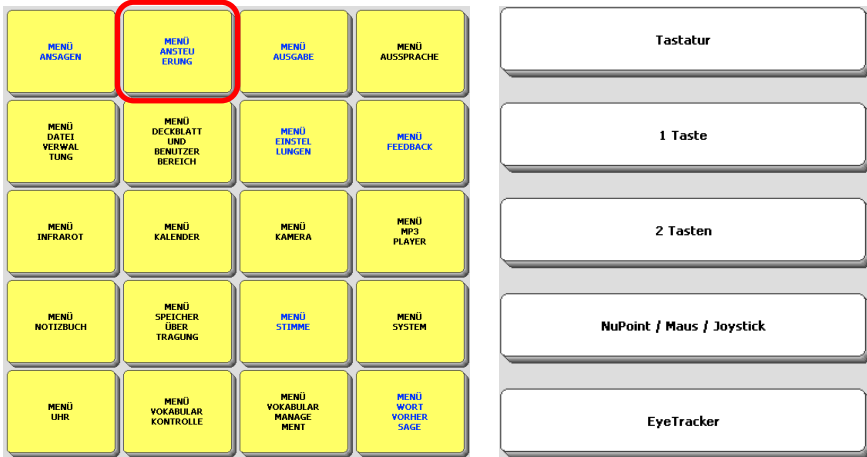 MENÜ
ANSAGEN
MENÜ
ANSTEU
ERUNG
MENÜ
AUSGABE
MENÜ
AUSSPRACHE
MENÜ
DATEI
VERWAL
TUNG
MENÜ
DECKBLATT
UND
BENUTZER
BEREICH
MENÜ
EINSTEL
LUNGEN
MENÜ
FEEDBACK
MENÜ
INFRAROT
MENÜ
KALENDER
MENÜ
KAMERA
MENÜ
MP3
PLAYER
MENÜ
NOTIZBUCH
MENÜ
SPEICHER
ÜBER
TRAGUNG
MENÜ
STIMME
MENÜ
SYSTEM
MENÜ
UHR
MENÜ
VOKABULAR
KONTROLLE
MENÜ
VOKABULAR
MANAGE
MENT
MENÜ
WORT
VORHER
SAGE
Tastatur
1 Taste
2 Tasten
NuPoint / Maus / Joystick
EyeTracker